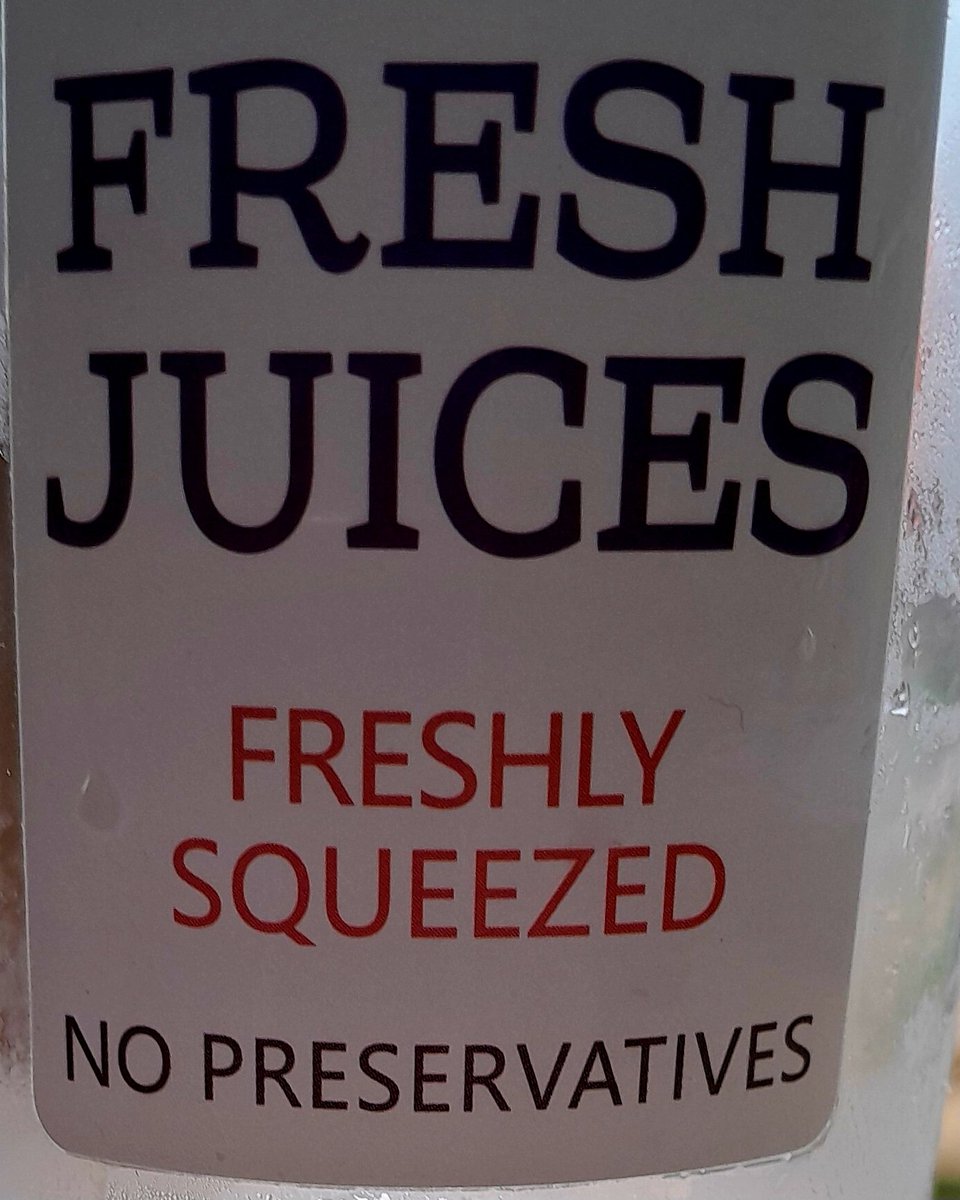 FRESH
JUICES
FRESHLY
SQUEEZED
NO PRESERVATIVES